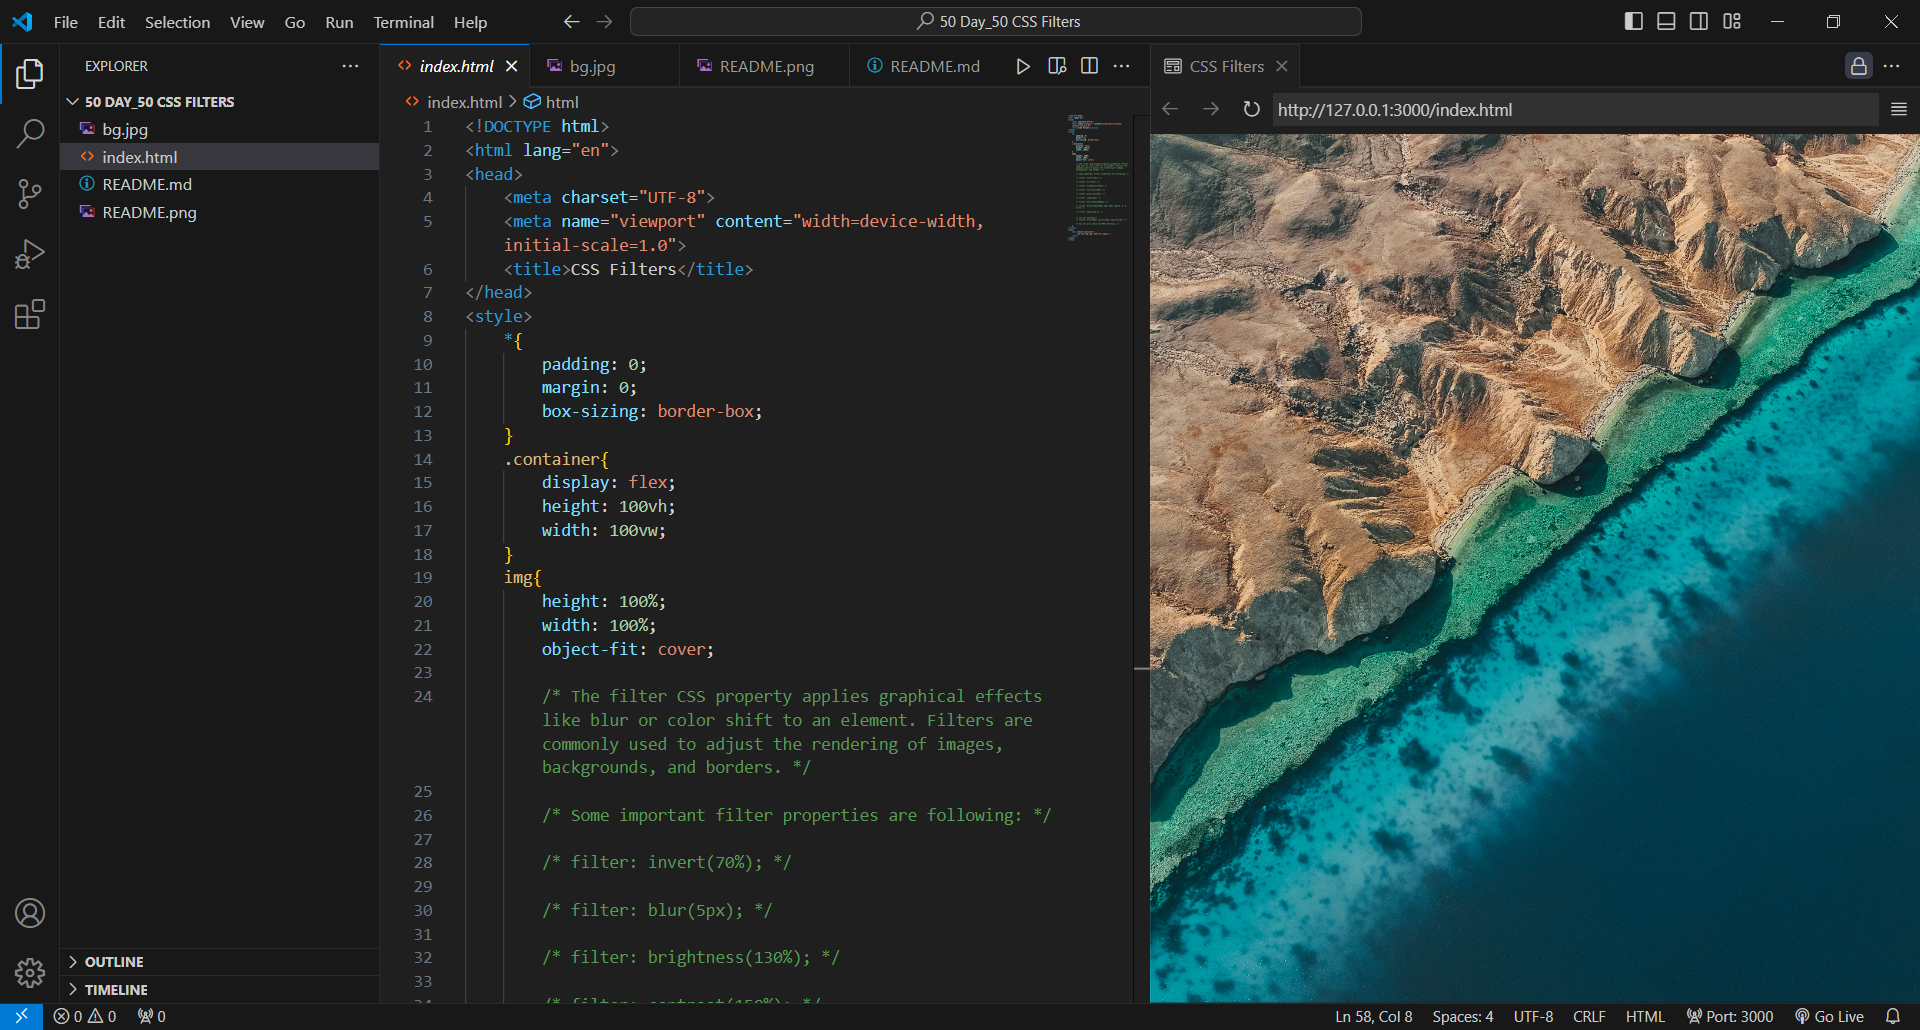 File Edit Selection View Go Run Terminal Help
50 Day_50 CSS Filters
EXPLORER
50 DAY_50 CSS FILTERS
bg.jpg
index.html
README.md
README.png
OUTLINE
TIMELINE
index.html bg.jpg README.png README.md
index.html > html
1 <!DOCTYPE html>
2 <html lang="en">
3 <head>
4 <meta charset="UTF-8">
5 <meta name="viewport" content="width=device-width,
initial-scale=1.0">
6 <title>CSS Filters</title>
7 </head>
8 <style>
9 *{
10 padding: 0;
11 margin: 0;
12 box-sizing: border-box;
13 }
14 .container{
15 display: flex;
16 height: 100vh;
17 width: 100vw;
18 }
19 img{
20 height: 100%;
21 width: 100%;
22 object-fit: cover;
23
24 /* The filter CSS property applies graphical effects
like blur or color shift to an element. Filters are
commonly used to adjust the rendering of images,
backgrounds, and borders. */
25
26 /* Some important filter properties are following: */
27
28 /* filter: invert(70%); */
29
30 /* filter: blur(5px); */
31
32 /* filter: brightness(130%); */
33
34 /* filter: contrast(150%); */
CSS Filters
http://127.0.0.1:3000/index.html
0 0 0
Ln 58, Col 8 Spaces: 4 UTF-8 CRLF HTML Port: 3000 Go Live